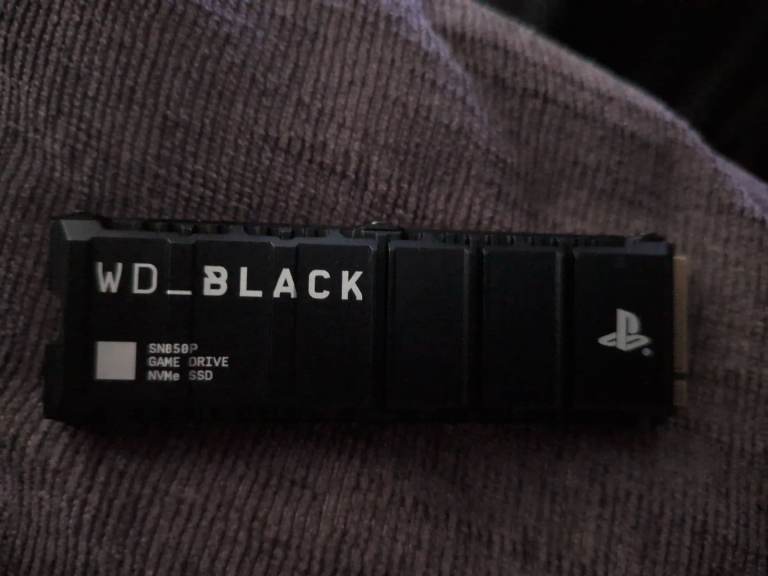 WD_BLACK
SN850P
GAME DRIVE
NVMe SSD